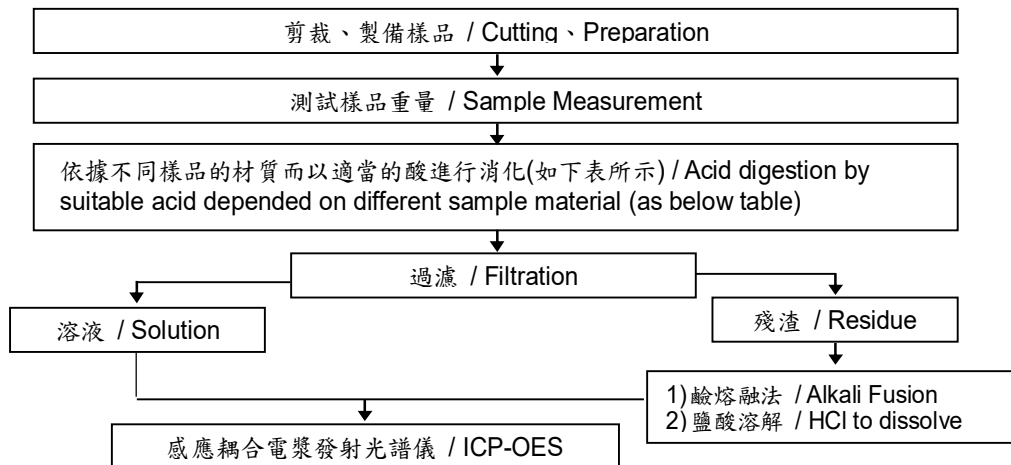 剪裁、製備樣品 / Cutting、Preparation
測試樣品重量 / Sample Measurement
依據不同樣品的材質而以適當的酸進行消化(如下表所示) / Acid digestion by
suitable acid depended on different sample material (as below table)
過濾 / Filtration
溶液 / Solution
殘渣 / Residue
1)鹼熔融法 / Alkali Fusion
2)鹽酸溶解 / HCl to dissolve
感應耦合電漿發射光譜儀 / ICP-OES